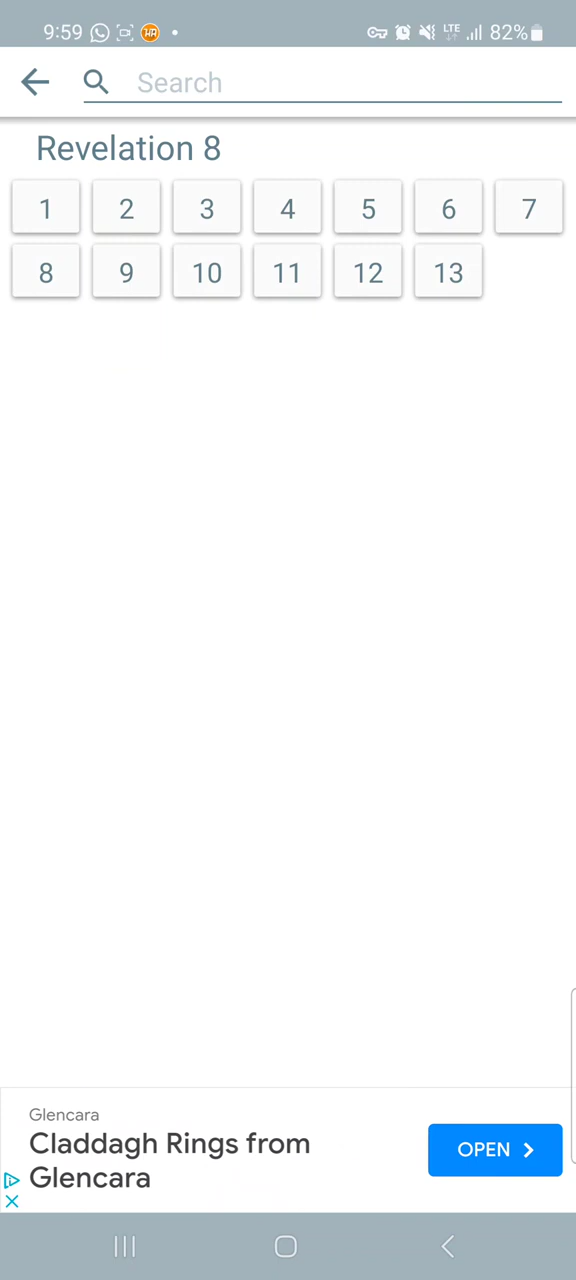 9:59 LTE 82%
Search
Revelation 8
1 2 3 4 5 6 7
8 9 10 11 12 13
Glencara
Claddagh Rings from
Glencara
OPEN